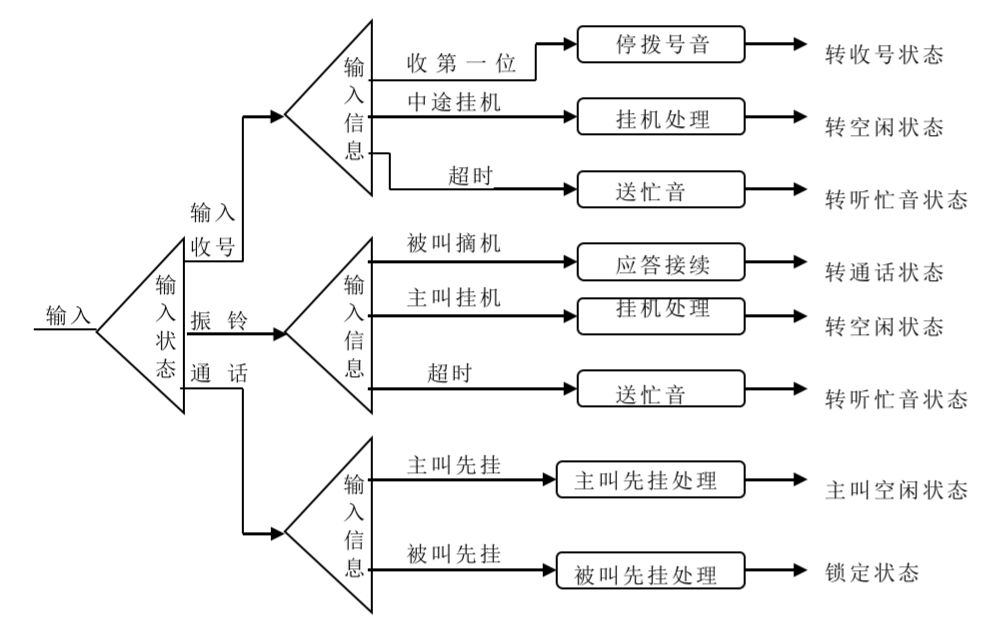 输入
输入状态
输入
收号
振 铃
通 话
输入信息
收第一位
停拨号音
转收号状态
中途挂机
挂机处理
转空闲状态
超时
送忙音
转听忙音状态
输入信息
被叫摘机
应答接续
转通话状态
主叫挂机
挂机处理
转空闲状态
超时
送忙音
转听忙音状态
输入信息
主叫先挂
主叫先挂处理
主叫空闲状态
被叫先挂
被叫先挂处理
锁定状态